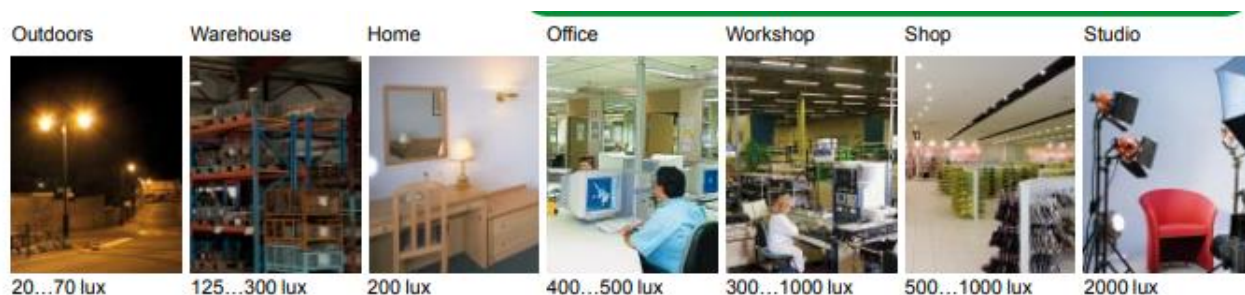 Outdoors Warehouse Home Office Workshop Shop Studio
20...70 lux 125...300 lux 200 lux 400...500 lux 300...1000 lux 500...1000 lux 2000 lux